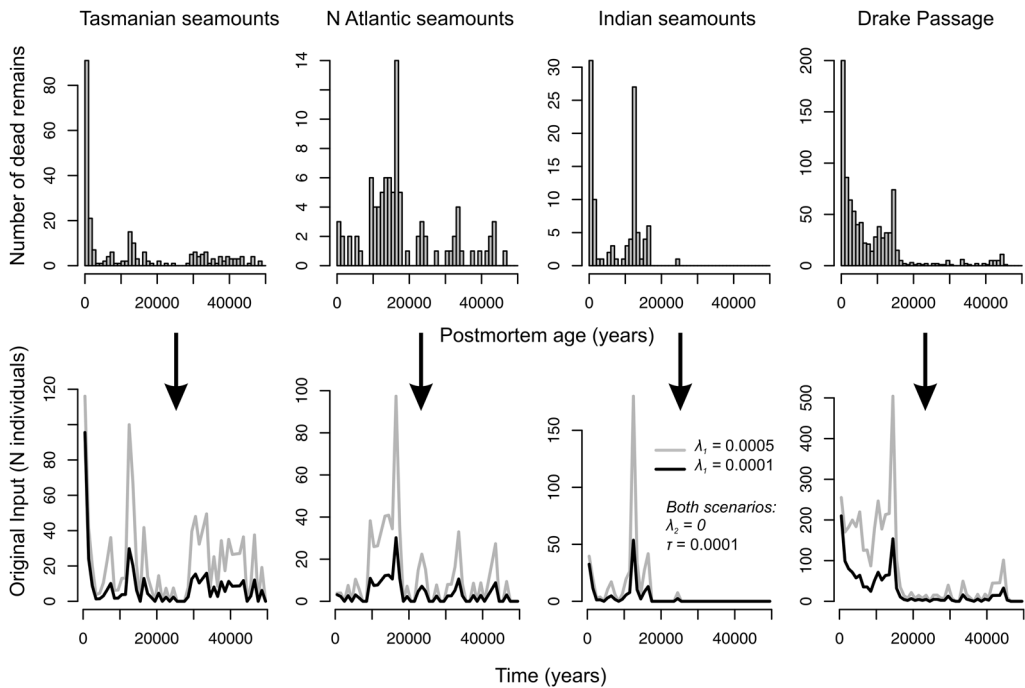 Tasmanian seamounts
N Atlantic seamounts
Indian seamounts
Drake Passage
Number of dead remains
0 20 40 60 80
0 20000 40000
0 2 4 6 8 12 14
0 20000 40000
0 5 10 15 20 25 30
0 20000 40000
0 50 100 150 200
0 20000 40000
Postmortem age (years)
Original Input (N individuals)
0 20 40 60 80 120
0 20000 40000
0 20 40 60 80 100
0 20000 40000
0 50 100 150
0 20000 40000
λ1 = 0.0005
λ1 = 0.0001
Both scenarios:
λ2 = 0
τ = 0.0001
0 100 200 300 400 500
0 20000 40000
Time (years)